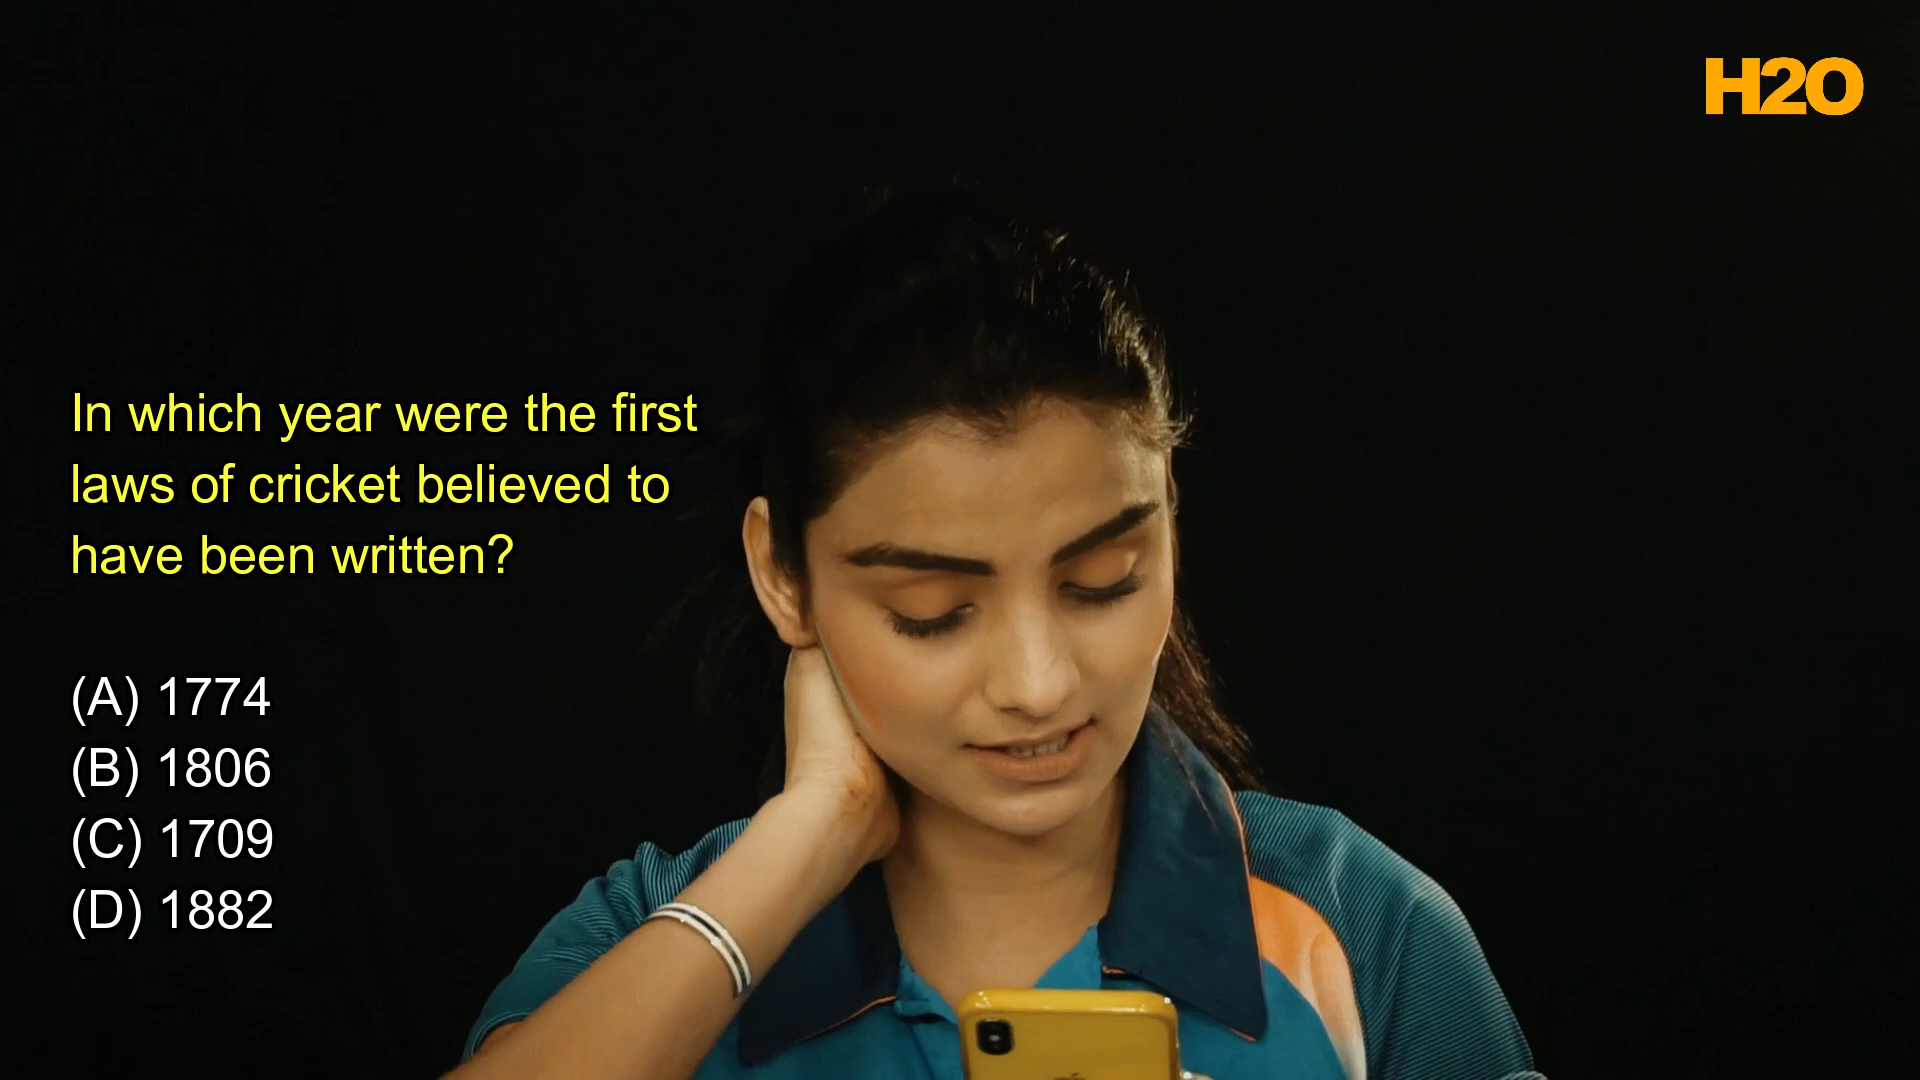 H2O
In which year were the first
laws of cricket believed to
have been written?
(A) 1774
(B) 1806
(C) 1709
(D) 1882